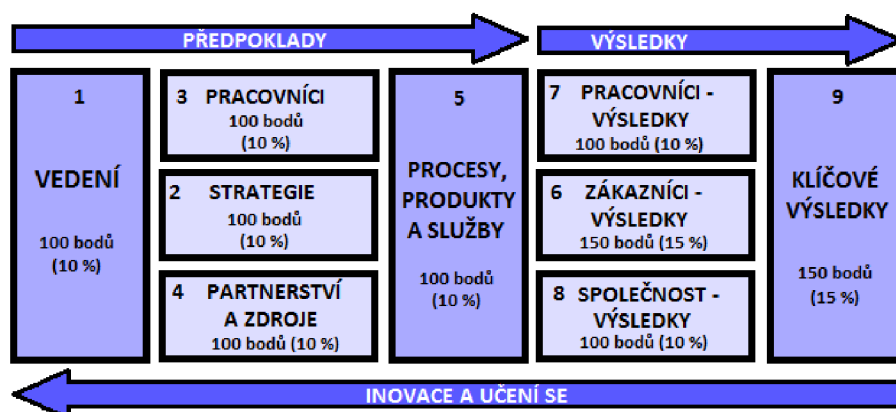 PŘEDPOKLADY
VÝSLEDKY
1
VEDENÍ
100 bodů
(10 %)
3 PRACOVNÍCI
100 bodů
(10 %)
2 STRATEGIE
100 bodů
(10 %)
4 PARTNERSTVÍ
A ZDROJE
100 bodů (10 %)
5
PROCESY,
PRODUKTY
A SLUŽBY
100 bodů
(10 %)
7 PRACOVNÍCI -
VÝSLEDKY
100 bodů (10 %)
6 ZÁKAZNÍCI -
VÝSLEDKY
150 bodů (15 %)
8 SPOLEČNOST -
VÝSLEDKY
100 bodů (10 %)
9
KLÍČOVÉ
VÝSLEDKY
150 bodů
(15 %)
INOVACE A UČENÍ SE